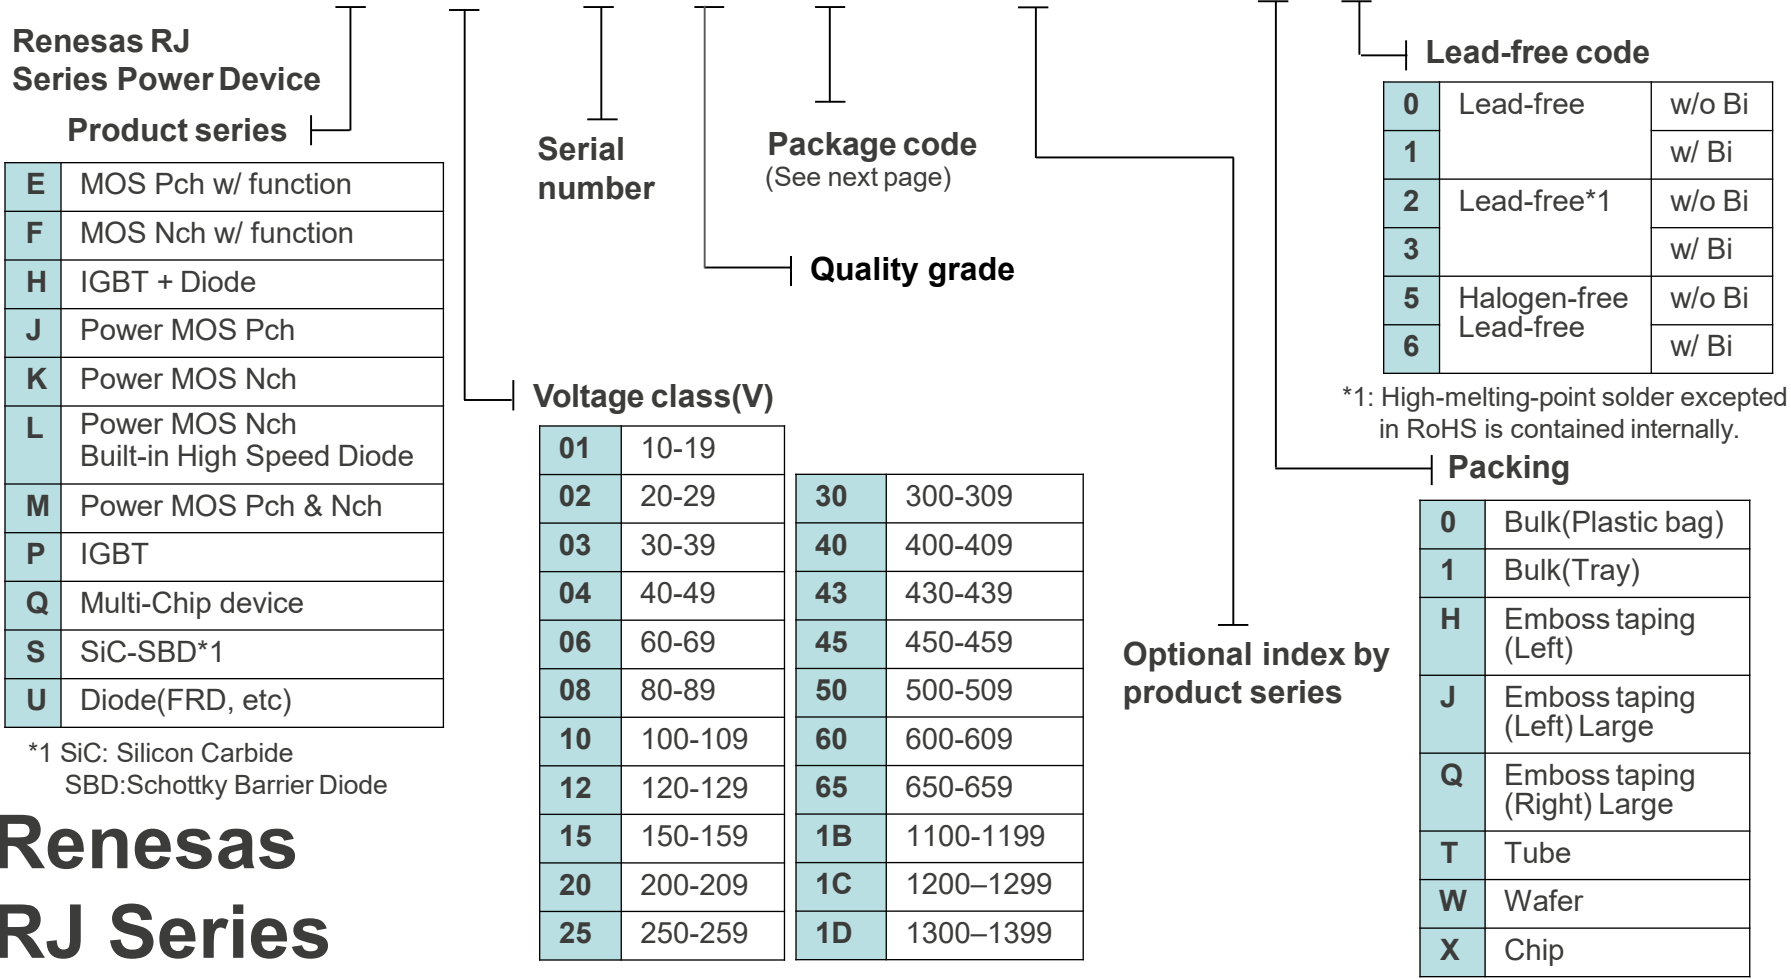 Renesas RJ
Series Power Device
Product series
E MOS Pch w/ function
F MOS Nch w/ function
H IGBT + Diode
J Power MOS Pch
K Power MOS Nch
L Power MOS Nch
Built-in High Speed Diode
M Power MOS Pch & Nch
P IGBT
Q Multi-Chip device
S SiC-SBD*1
U Diode(FRD, etc)
*1 SiC: Silicon Carbide
SBD:Schottky Barrier Diode
Renesas
RJ Series
Serial
number
Package code
(See next page)
Quality grade
Voltage class(V)
01 10-19
02 20-29
03 30-39
04 40-49
06 60-69
08 80-89
10 100-109
12 120-129
15 150-159
20 200-209
25 250-259
30 300-309
40 400-409
43 430-439
45 450-459
50 500-509
60 600-609
65 650-659
1B 1100-1199
1C 1200–1299
1D 1300–1399
Optional index by
product series
Lead-free code
0 Lead-free w/o Bi
1 w/ Bi
2 Lead-free*1 w/o Bi
3 w/ Bi
5 Halogen-free w/o Bi
Lead-free
6 w/ Bi
*1: High-melting-point solder excepted
in RoHS is contained internally.
Packing
0 Bulk(Plastic bag)
1 Bulk(Tray)
H Emboss taping
(Left)
J Emboss taping
(Left) Large
Q Emboss taping
(Right) Large
T Tube
W Wafer
X Chip